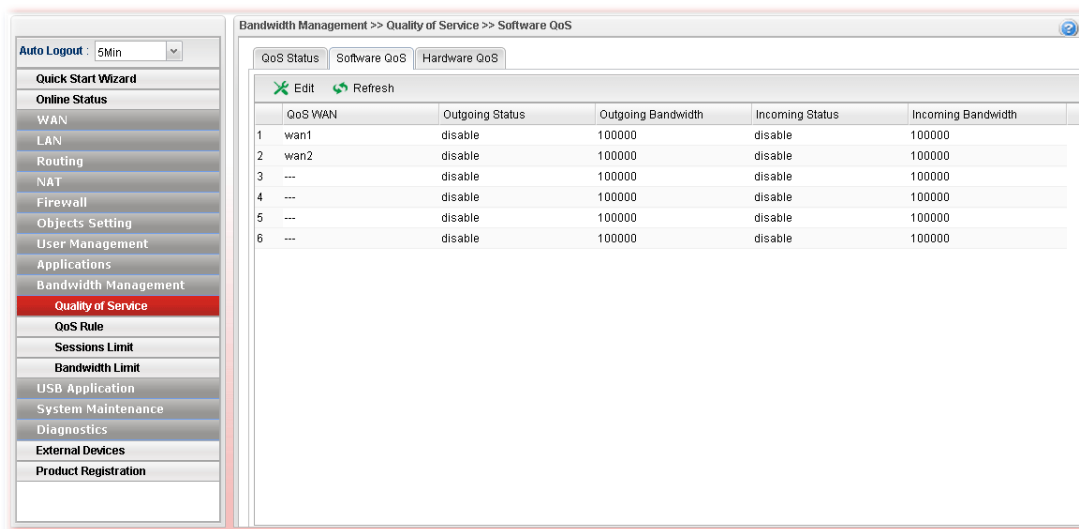 Bandwidth Management >> Quality of Service >> Software QoS
Auto Logout : 5Min
Quick Start Wizard
Online Status
WAN
LAN
Routing
NAT
Firewall
Objects Setting
User Management
Applications
Bandwidth Management
Quality of Service
QoS Rule
Sessions Limit
Bandwidth Limit
USB Application
System Maintenance
Diagnostics
External Devices
Product Registration
QoS Status Software QoS Hardware QoS
Edit Refresh
QoS WAN Outgoing Status Outgoing Bandwidth Incoming Status Incoming Bandwidth
1 wan1 disable 100000 disable 100000
2 wan2 disable 100000 disable 100000
3 --- disable 100000 disable 100000
4 --- disable 100000 disable 100000
5 --- disable 100000 disable 100000
6 --- disable 100000 disable 100000